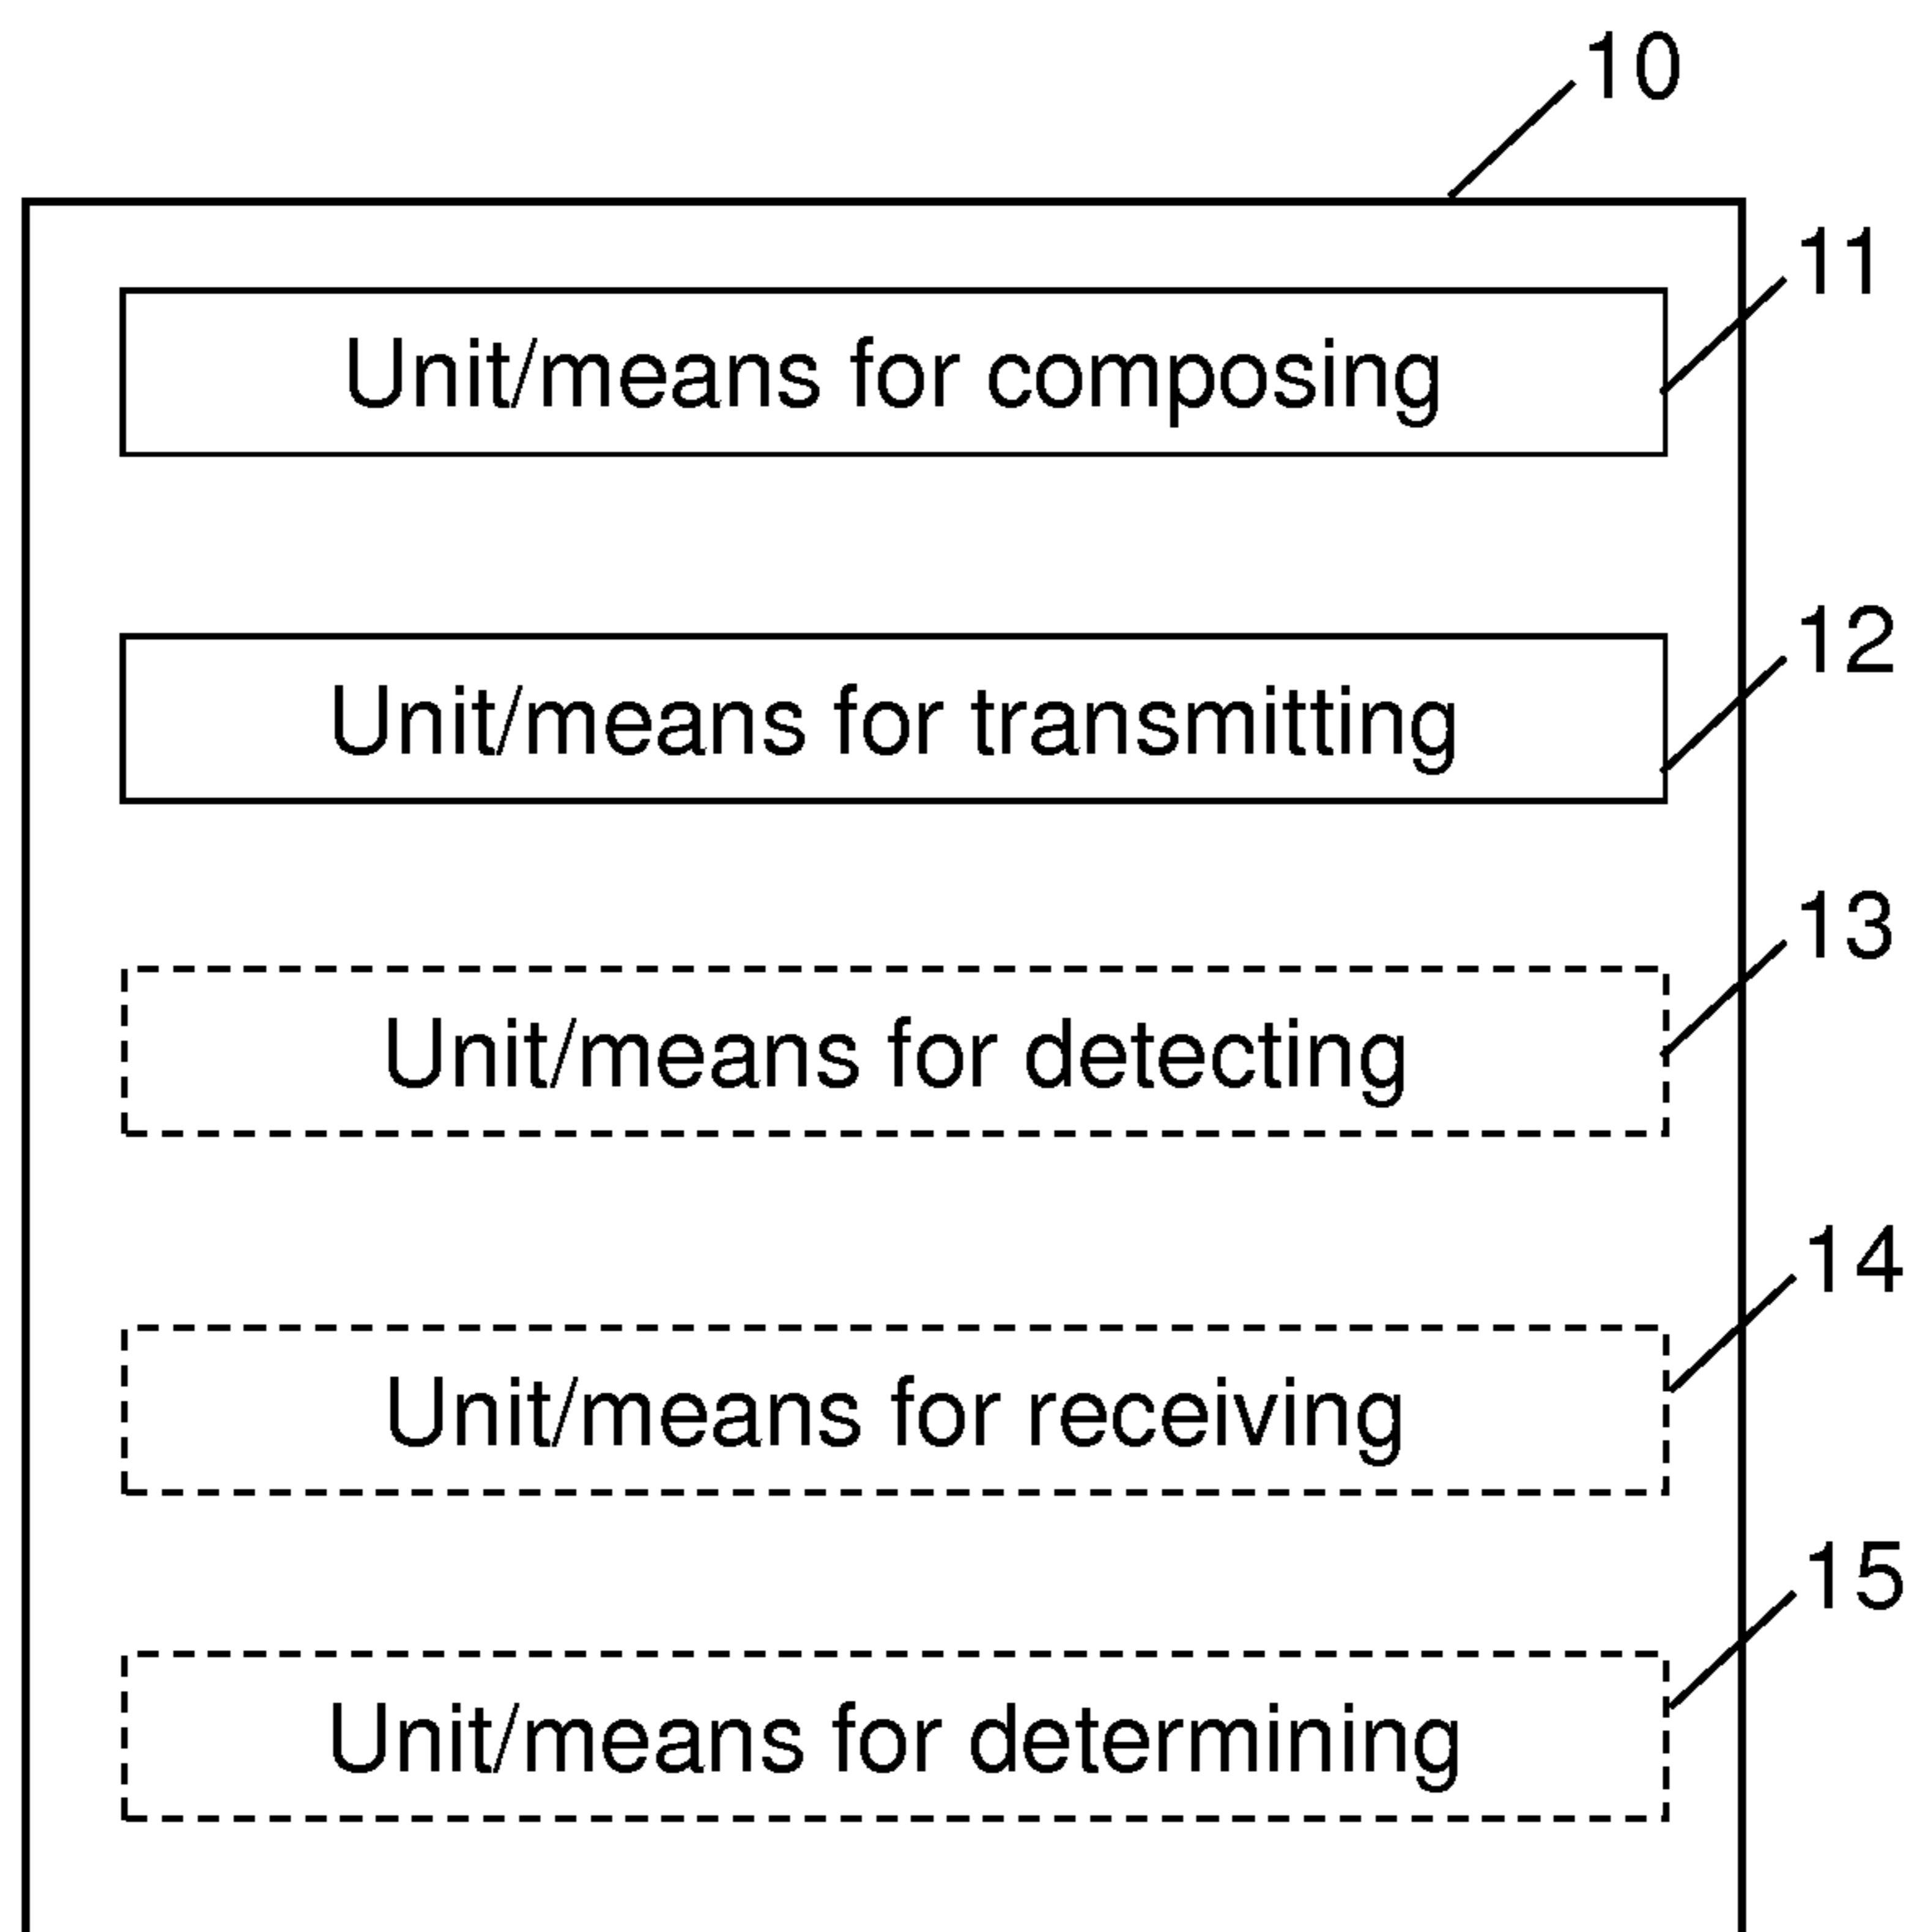 10
11
Unit/means for composing
12
Unit/means for transmitting
13
Unit/means for detecting
14
Unit/means for receiving
15
Unit/means for determining